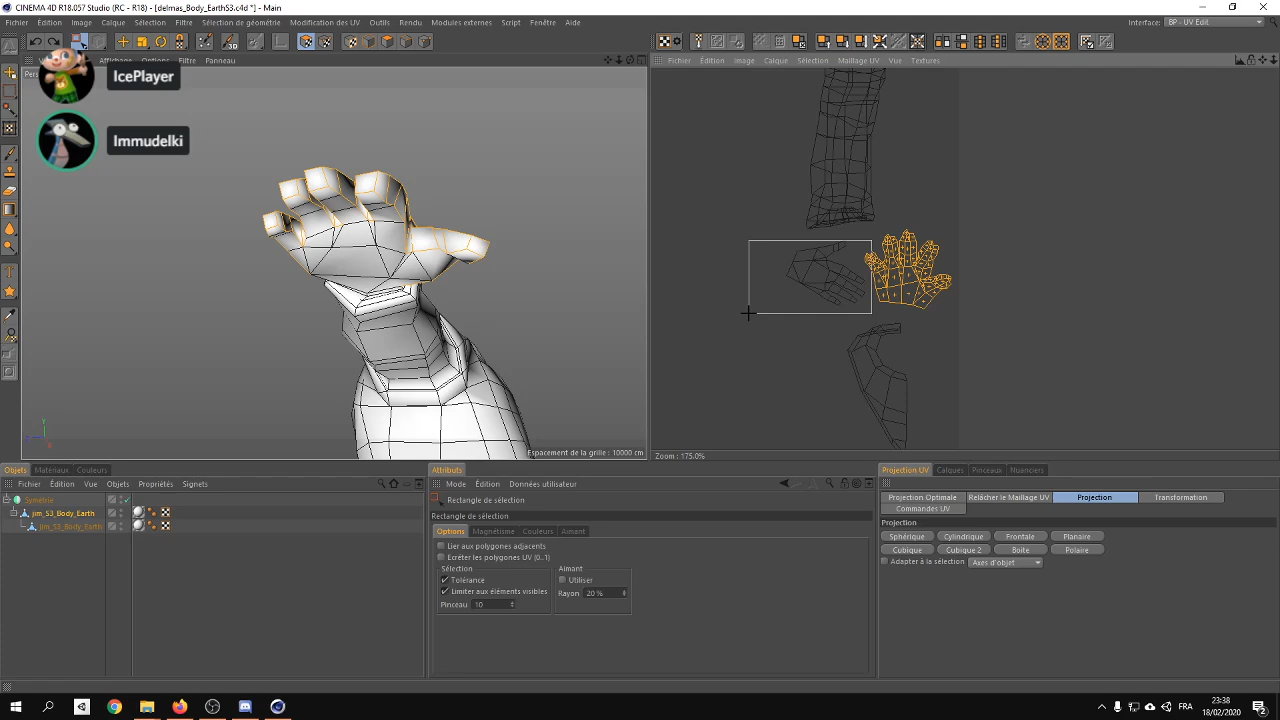 CINEMA 4D R18.057 Studio (RC - R18) - [delmas_Body_EarthS3.c4d *] - Main
Fichier Édition Image Calque Sélection Filtre Sélection de géométrie Modification des UV Outils Rendu Modules externes Script Fenêtre Aide
Interface: BP - UV Edit
Affichage Options Filtre Panneau
Fichier Édition Image Calque Sélection Maillage UV Vue Textures
IcePlayer
Immudelki
Y
X
Espacement de la grille : 10000 cm
Zoom : 175.0%
Objets Matériaux Couleurs
Attributs
Projection UV Calques Pinceaux Nuanciers
Fichier Édition Vue Objets Propriétés Signets
Mode Édition Données utilisateur
Symétrie
jim_S3_Body_Earth
jim_S3_Body_Earth
Rectangle de sélection
Rectangle de sélection
Options Magnétisme Couleurs Aimant
Lier aux polygones adjacents
Ecréter les polygones UV (0..1)
Sélection Aimant
Tolérance Utiliser
Limiter aux éléments visibles Rayon 20 %
Pinceau 10
Projection Optimale Relâcher le Maillage UV Projection Transformation
Commandes UV
Projection
Sphérique Cylindrique Frontale Planaire
Cubique Cubique 2 Boite Polaire
Adapter à la sélection Axes d'objet
FRA
23:38
18/02/2020
2